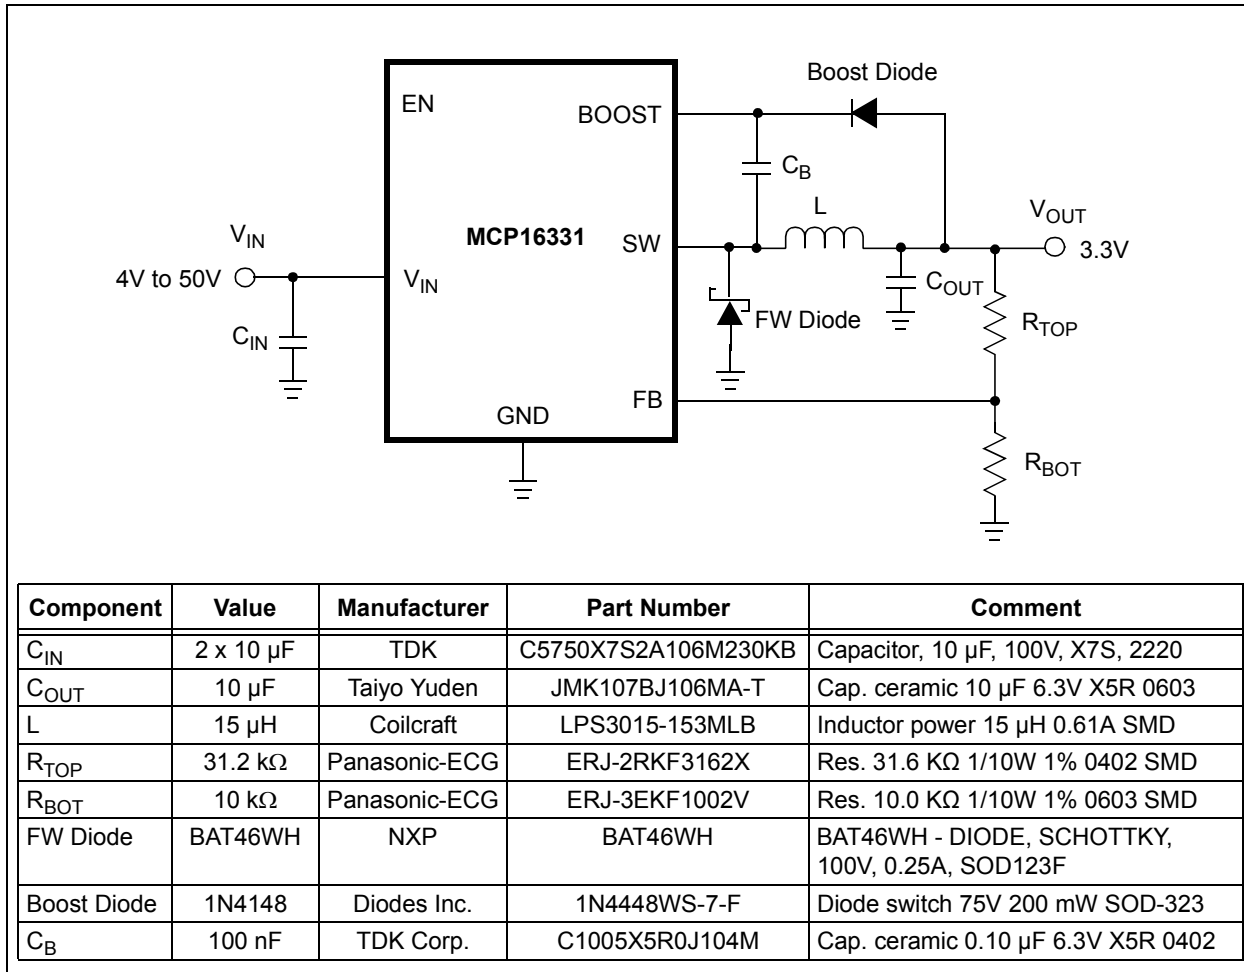 Boost Diode
EN
BOOST
C_B
L
V_OUT
V_IN
MCP16331
SW
3.3V
4V to 50V
V_IN
C_OUT
C_IN
FW Diode
R_TOP
FB
GND
R_BOT
Component Value Manufacturer Part Number Comment
C_IN 2 x 10 µF TDK C5750X7S2A106M230KB Capacitor, 10 µF, 100V, X7S, 2220
C_OUT 10 µF Taiyo Yuden JMK107BJ106MA-T Cap. ceramic 10 µF 6.3V X5R 0603
L 15 µH Coilcraft LPS3015-153MLB Inductor power 15 µH 0.61A SMD
R_TOP 31.2 kΩ Panasonic-ECG ERJ-2RKF3162X Res. 31.6 KΩ 1/10W 1% 0402 SMD
R_BOT 10 kΩ Panasonic-ECG ERJ-3EKF1002V Res. 10.0 KΩ 1/10W 1% 0603 SMD
FW Diode BAT46WH NXP BAT46WH BAT46WH - DIODE, SCHOTTKY,
100V, 0.25A, SOD123F
Boost Diode 1N4148 Diodes Inc. 1N4448WS-7-F Diode switch 75V 200 mW SOD-323
C_B 100 nF TDK Corp. C1005X5R0J104M Cap. ceramic 0.10 µF 6.3V X5R 0402